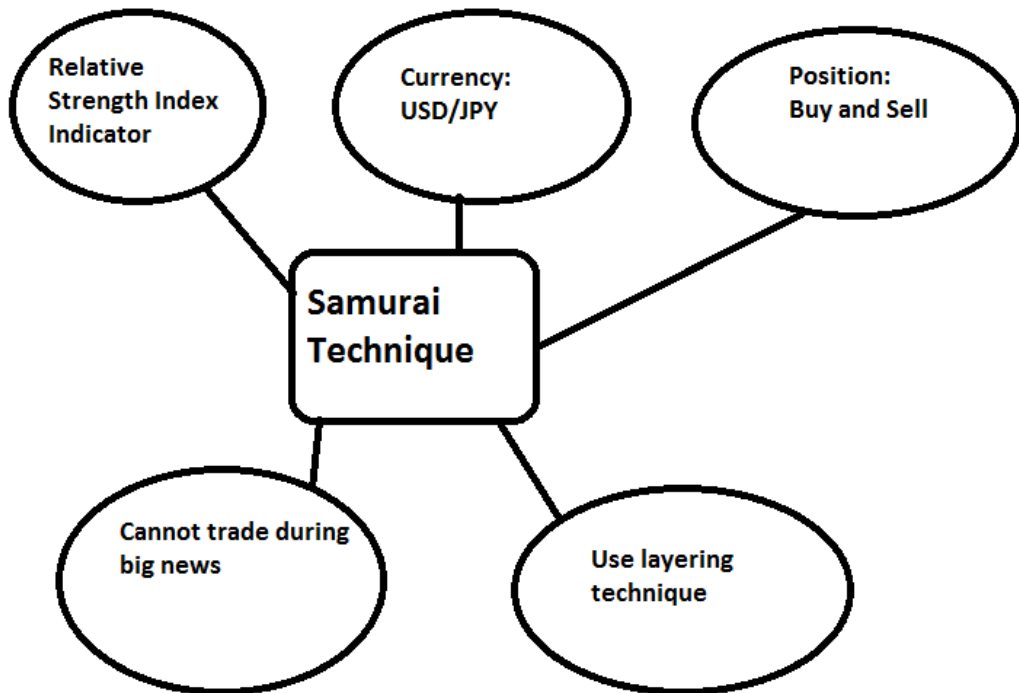 Relative
Strength Index
Indicator
Currency:
USD/JPY
Position:
Buy and Sell
Samurai
Technique
Cannot trade during
big news
Use layering
technique